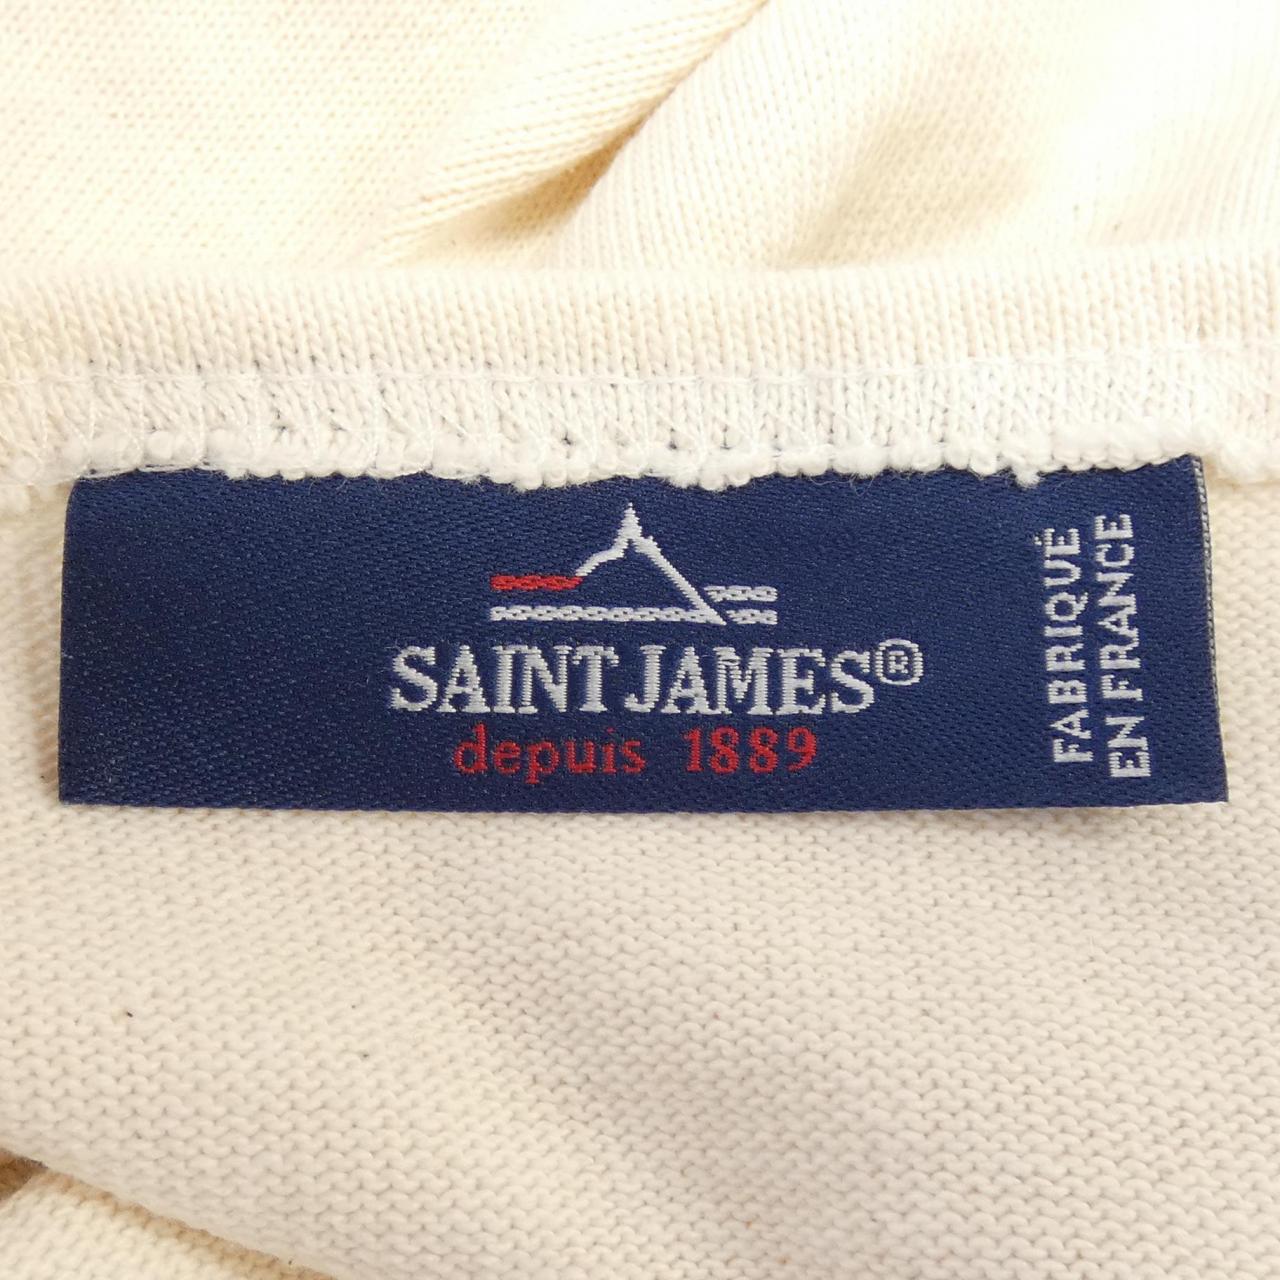 SAINT JAMES®
depuis 1889
FABRIQUÉ
EN FRANCE